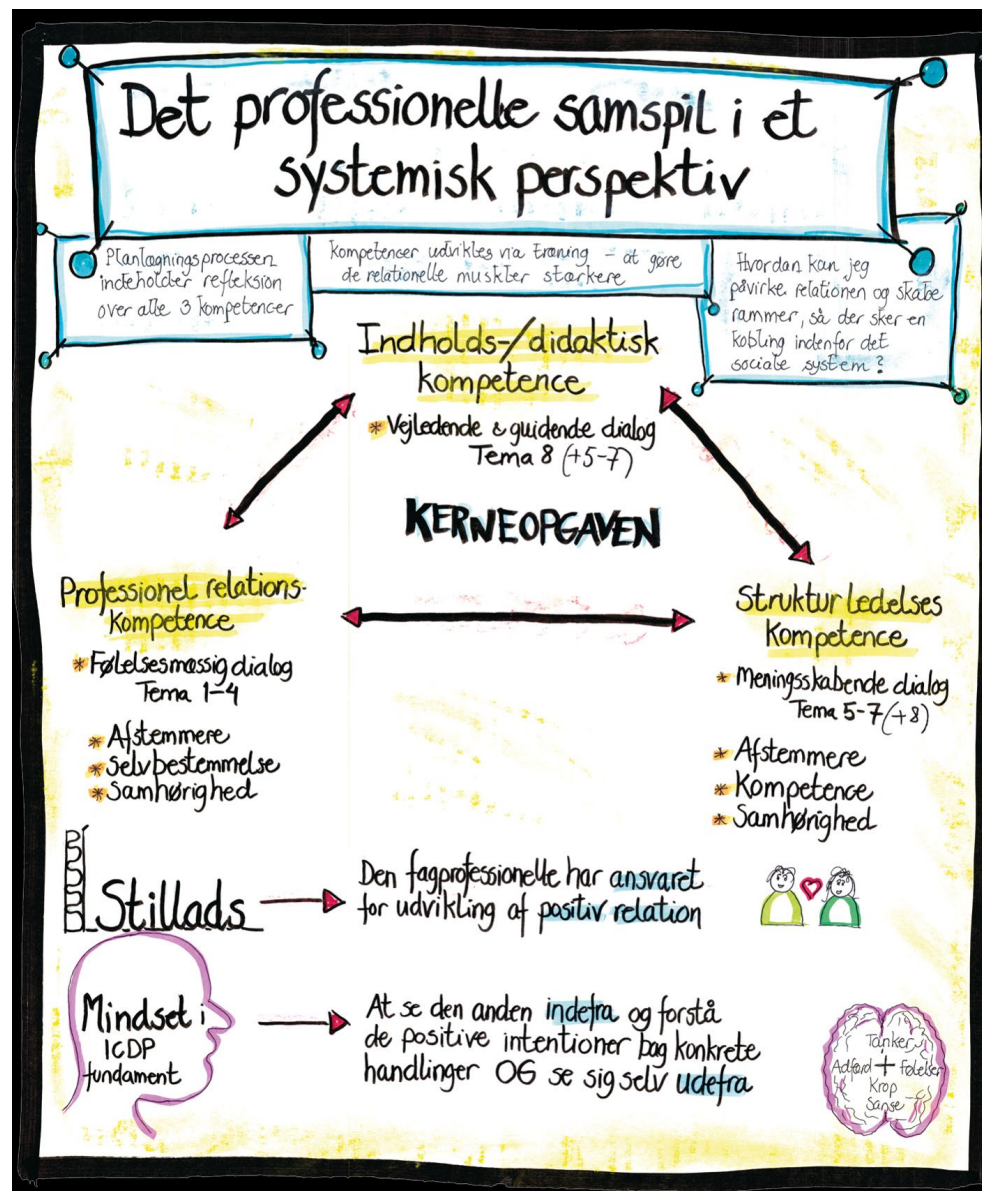 Det professionelle samspil i et
systemisk perspektiv
Planlægningsprocessen
indeholder refleksion
over alle 3 kompetencer
Kompetencer udvikles via træning – at gøre
de relationelle muskler stærkere
Hvordan kan jeg
påvirke relationen og skabe
rammer, så der sker en
kobling indenfor det
sociale system?
Indholds-/didaktisk
kompetence
* Vejledende & guidende dialog
Tema 8 (+5-7)
KERNEOPGAVEN
Professionel relations-
kompetence
* Følelsesmæssig dialog
Tema 1-4
* Afstemmere
* Selvbestemmelse
* Samhørighed
Struktur ledelses
Kompetence
* Meningsskabende dialog
Tema 5-7 (+8)
* Afstemmere
* Kompetence
* Samhørighed
Stillads
Den fagprofessionelle har ansvaret
for udvikling af positiv relation
Mindset i
ICDP
fundament
At se den anden indefra og forstå
de positive intentioner bag konkrete
handlinger OG se sig selv udefra
Tanker
Adfærd + Følelser
Krop
Sanse